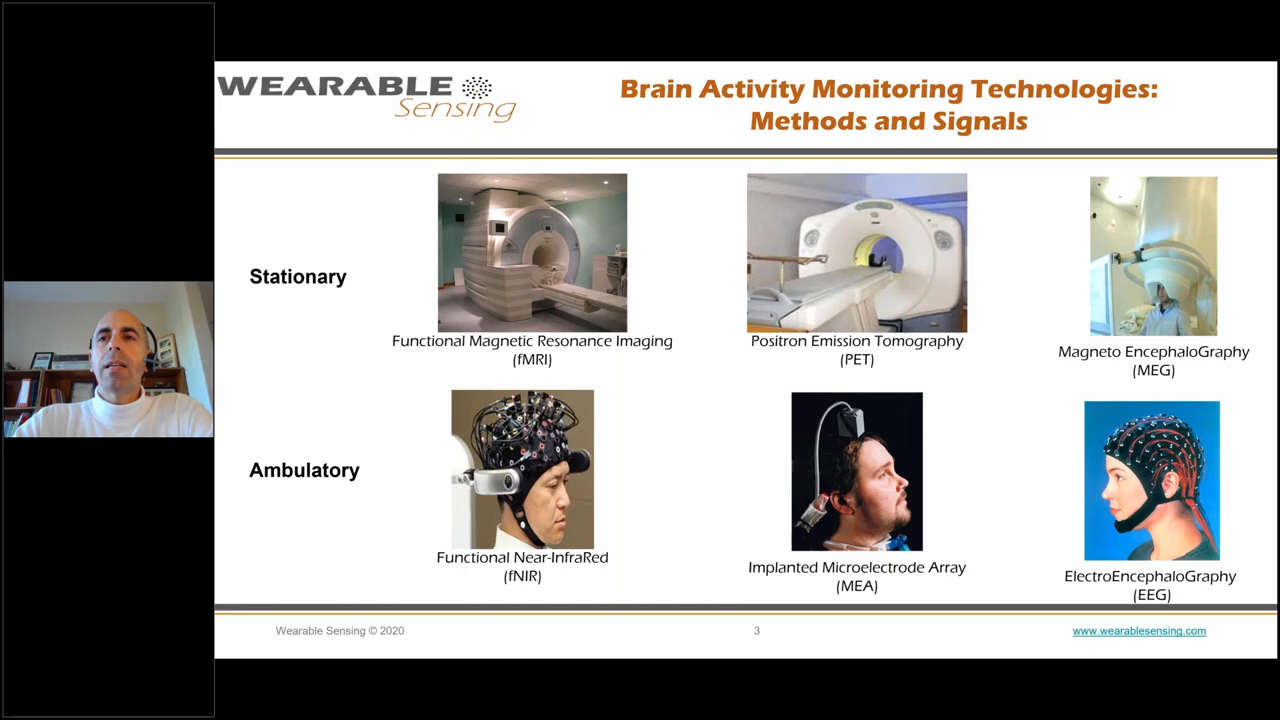 WEARABLE
Sensing
Brain Activity Monitoring Technologies:
Methods and Signals
Stationary
Functional Magnetic Resonance Imaging
(fMRI)
Positron Emission Tomography
(PET)
Magneto EncephaloGraphy
(MEG)
Ambulatory
Functional Near-InfraRed
(fNIR)
Implanted Microelectrode Array
(MEA)
ElectroEncephaloGraphy
(EEG)
Wearable Sensing © 2020
3
www.wearablesensing.com